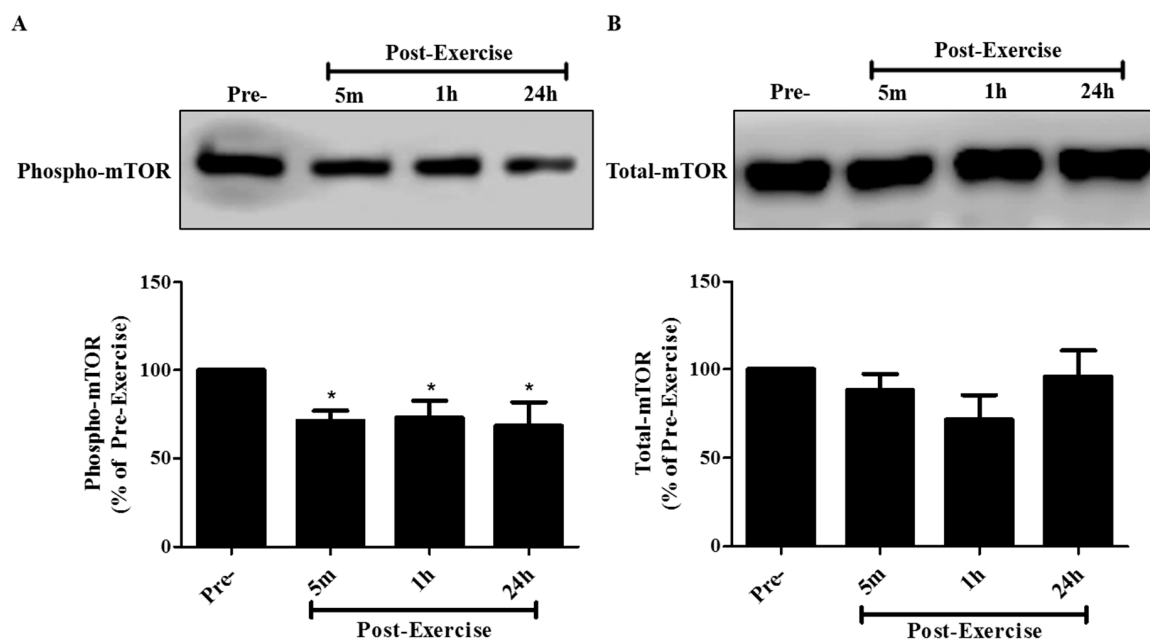 A
Post-Exercise
Pre- 5m 1h 24h
Phospho-mTOR
150
100
50
0
Phospho-mTOR
(% of Pre-Exercise)
* * *
Pre- 5m 1h 24h
Post-Exercise
B
Post-Exercise
Pre- 5m 1h 24h
Total-mTOR
150
100
50
0
Total-mTOR
(% of Pre-Exercise)
Pre- 5m 1h 24h
Post-Exercise